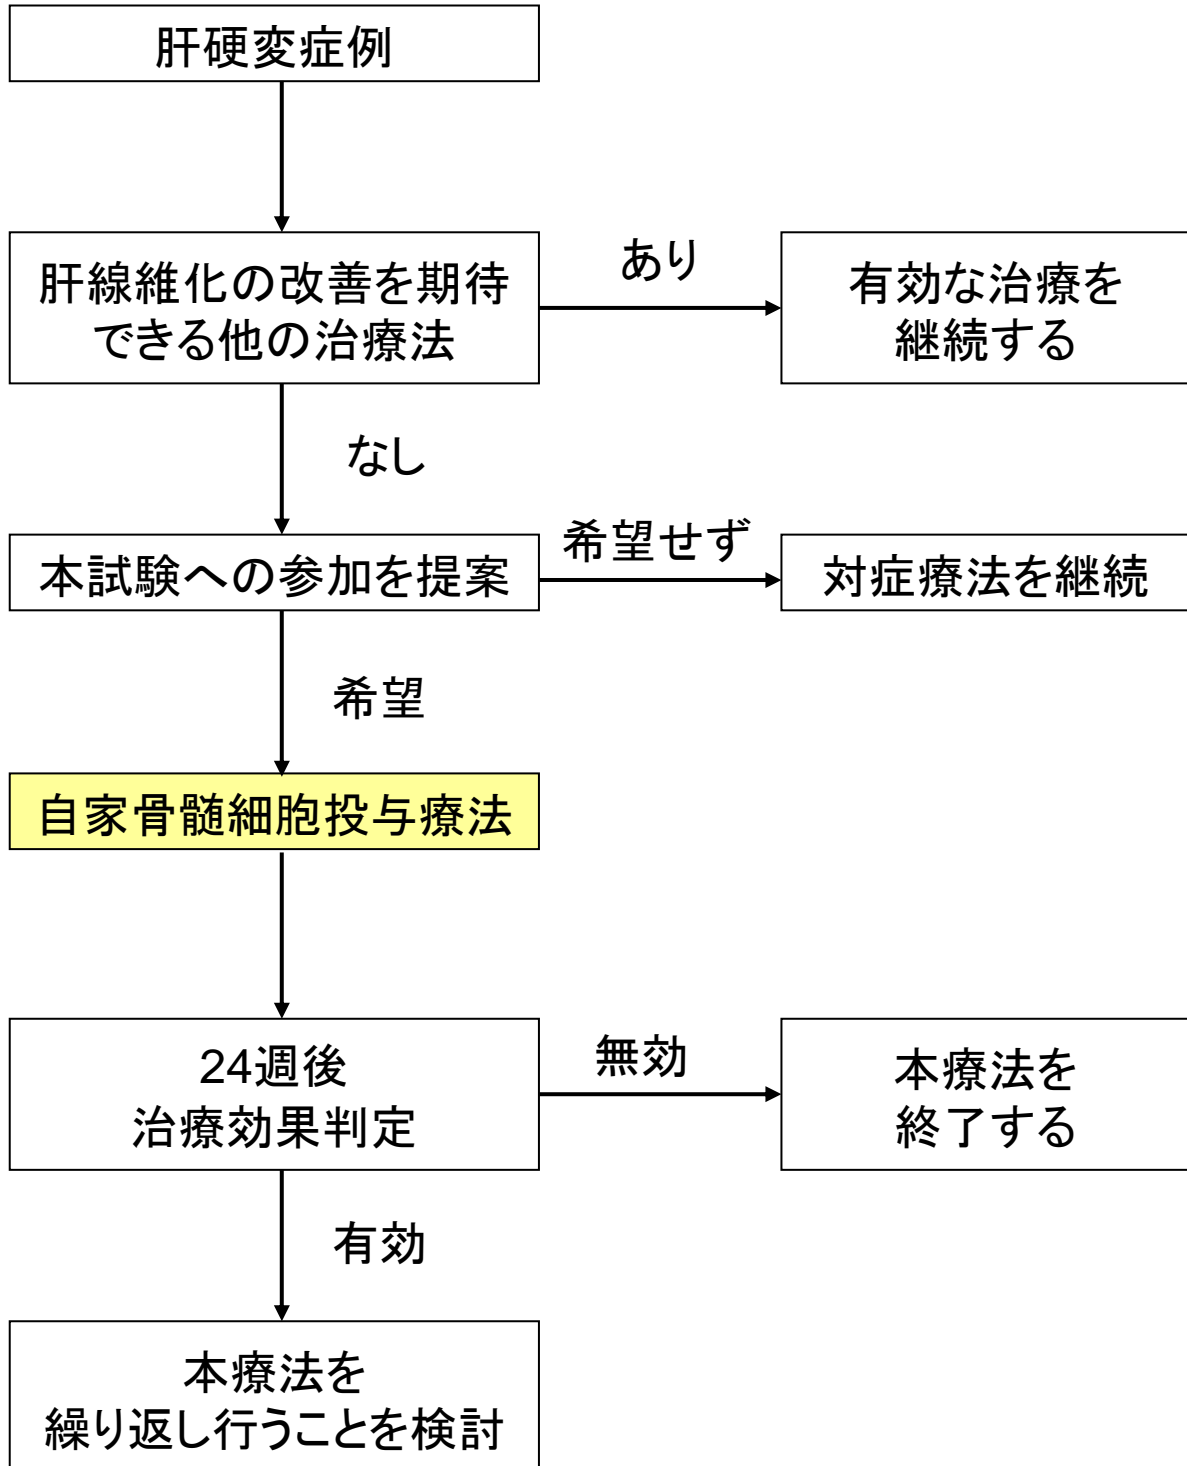 肝硬変症例
肝線維化の改善を期待
できる他の治療法
あり
有効な治療を
継続する
なし
本試験への参加を提案
希望せず
対症療法を継続
希望
自家骨髄細胞投与療法
24週後
治療効果判定
無効
本療法を
終了する
有効
本療法を
繰り返し行うことを検討